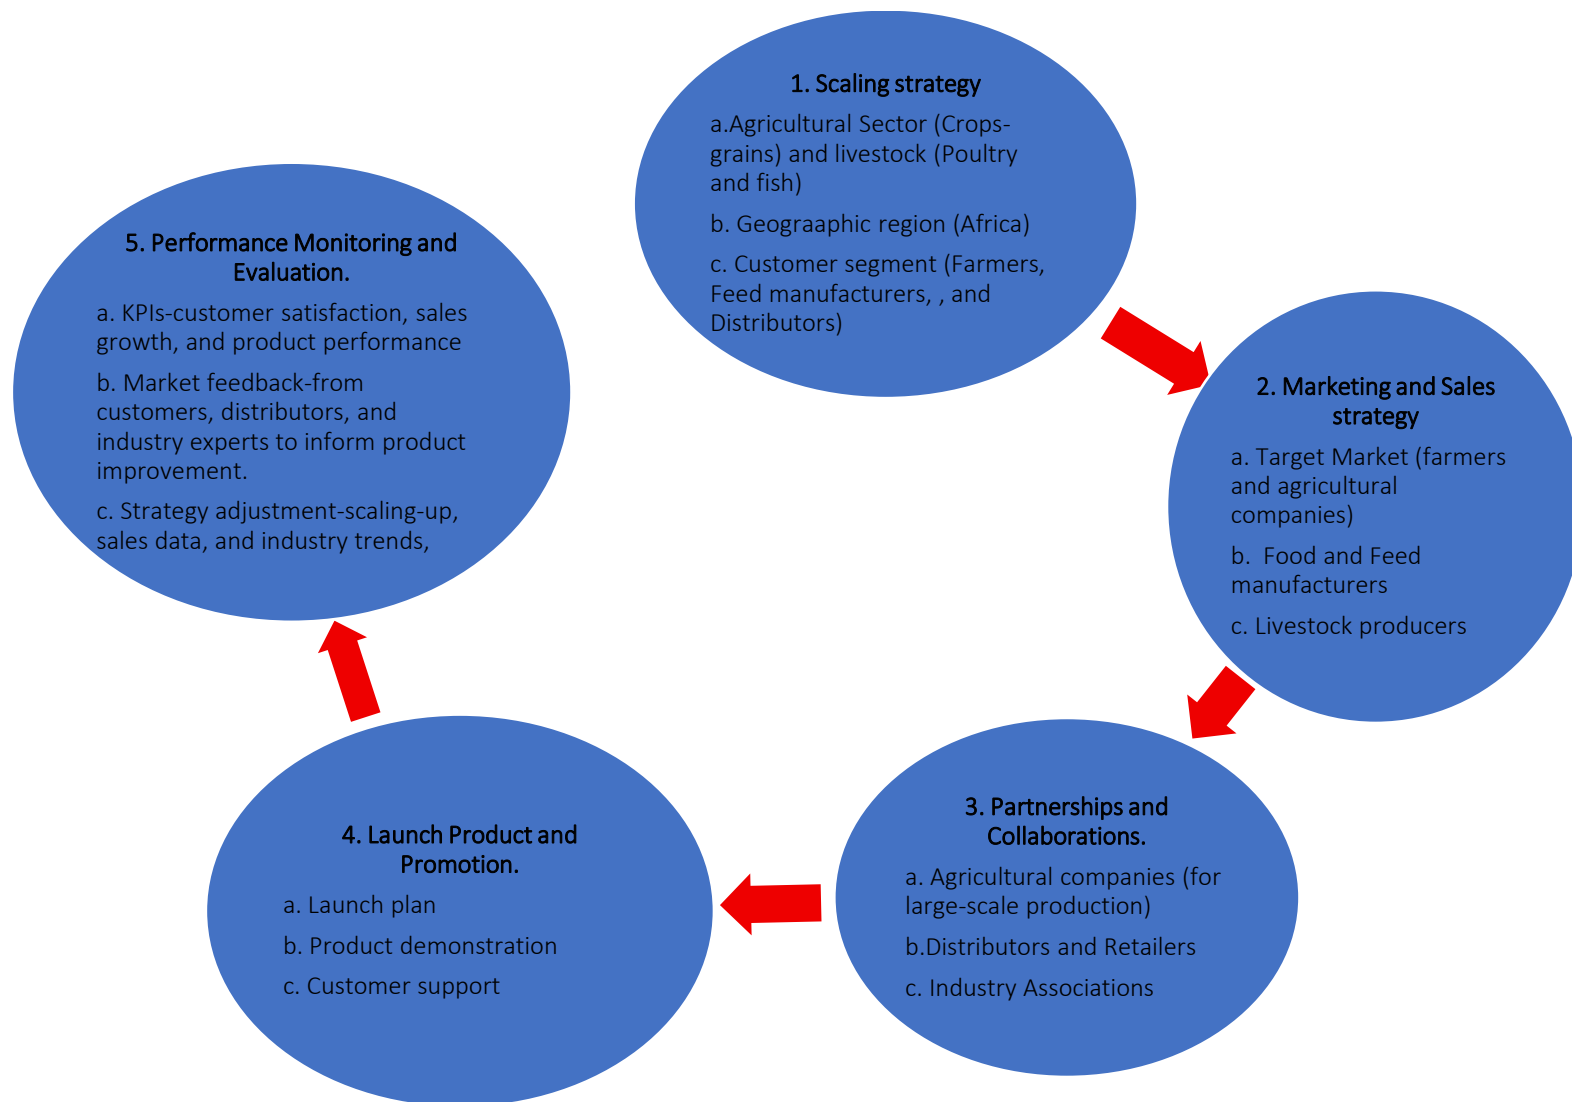 1. Scaling strategy
a.Agricultural Sector (Crops-
grains) and livestock (Poultry
and fish)
b. Geograaphic region (Africa)
c. Customer segment (Farmers,
Feed manufacturers, , and
Distributors)
2. Marketing and Sales
strategy
a. Target Market (farmers
and agricultural
companies)
b.  Food and Feed
manufacturers
c. Livestock producers
3. Partnerships and
Collaborations.
a. Agricultural companies (for
large-scale production)
b.Distributors and Retailers
c. Industry Associations
4. Launch Product and
Promotion.
a. Launch plan
b. Product demonstration
c. Customer support
5. Performance Monitoring and
Evaluation.
a. KPIs-customer satisfaction, sales
growth, and product performance
b. Market feedback-from
customers, distributors, and
industry experts to inform product
improvement.
c. Strategy adjustment-scaling-up,
sales data, and industry trends,